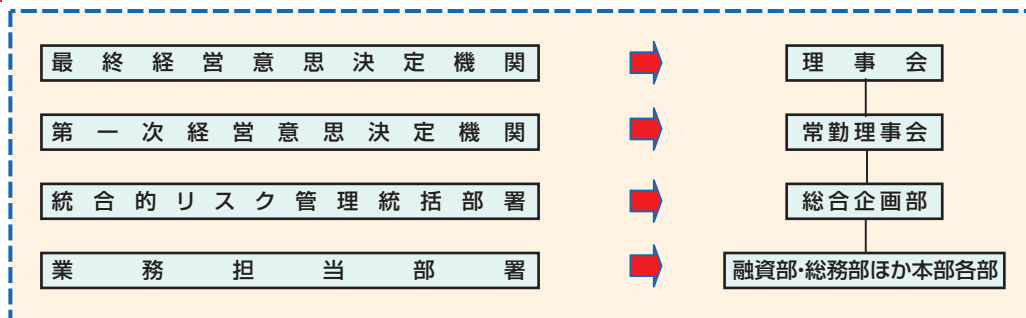 最終経営意思決定機関
理事会
第一次経営意思決定機関
常勤理事会
統合的リスク管理統括部署
総合企画部
業務担当部署
融資部・総務部ほか本部各部